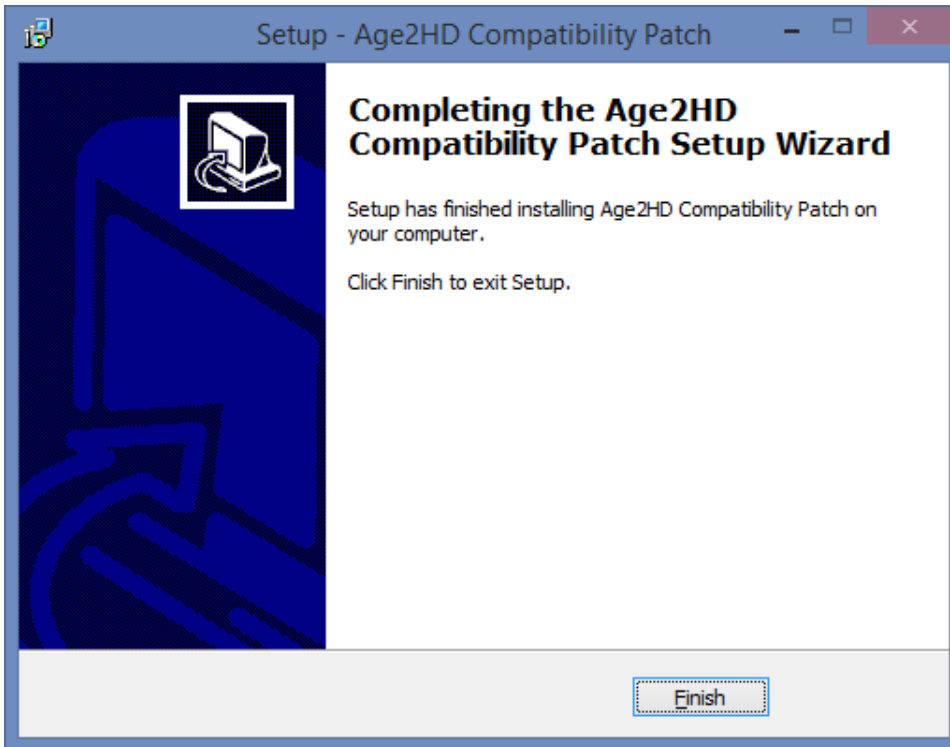 Setup - Age2HD Compatibility Patch
Completing the Age2HD
Compatibility Patch Setup Wizard
Setup has finished installing Age2HD Compatibility Patch on
your computer.
Click Finish to exit Setup.
Finish